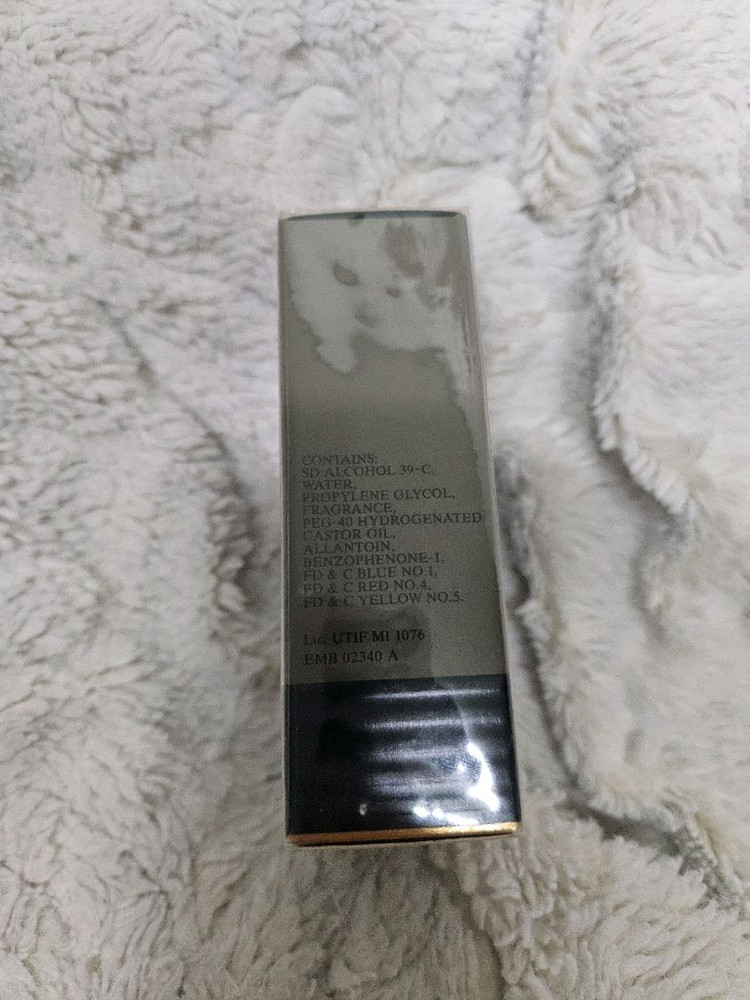 CONTAINS:
SD ALCOHOL 39-C,
WATER,
PROPYLENE GLYCOL,
FRAGRANCE,
PEG-40 HYDROGENATED
CASTOR OIL,
ALLANTOIN,
BENZOPHENONE-1,
FD & C BLUE NO.1,
FD & C RED NO.4,
FD & C YELLOW NO.5.
Lic. UTIF MI 1076
EMB 02340 A